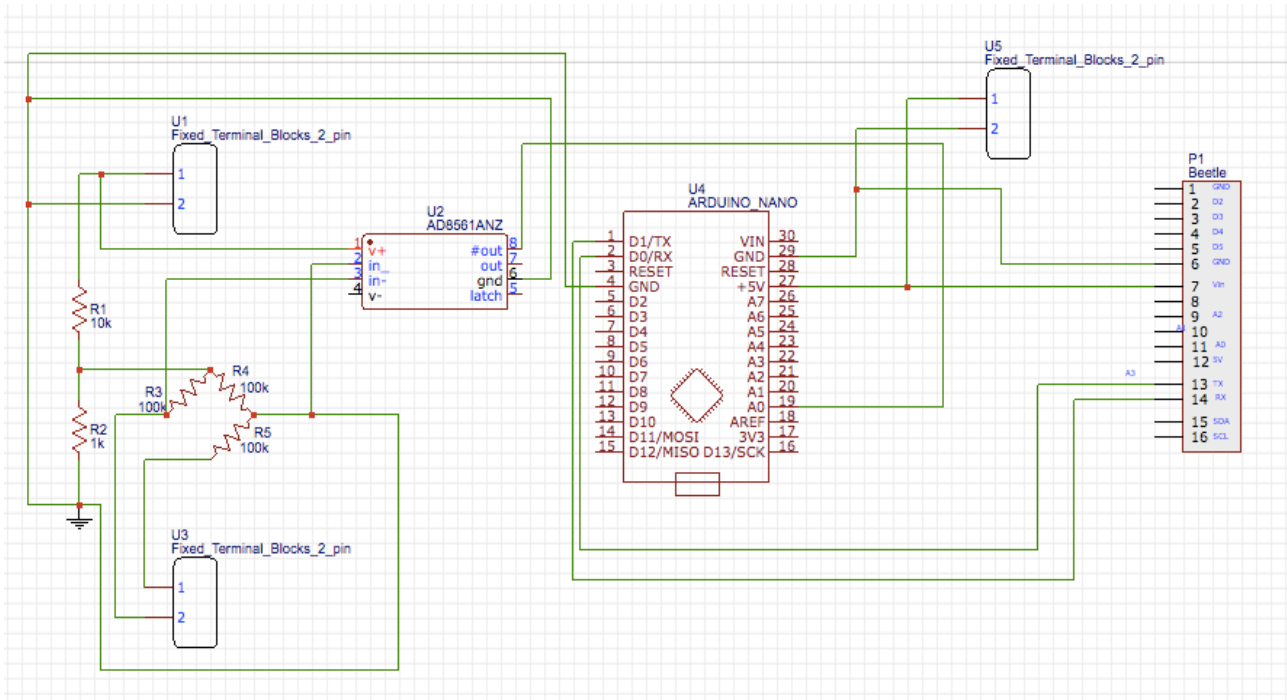 U1
Fixed_Terminal_Blocks_2_pin
1
2
U2
AD8561ANZ
1
v+
2
in_
3
in-
4
v-
8
#out
7
out
6
gnd
5
latch
R1
10k
R2
1k
R3
100k
R4
100k
R5
100k
U3
Fixed_Terminal_Blocks_2_pin
1
2
U4
ARDUINO_NANO
1 D1/TX VIN 30
2 D0/RX GND 29
3 RESET RESET 28
4 GND +5V 27
5 D2 A7 26
6 D3 A6 25
7 D4 A5 24
8 D5 A4 23
9 D6 A3 22
10 D7 A2 21
11 D8 A1 20
12 D9 A0 19
13 D10 AREF 18
14 D11/MOSI 3V3 17
15 D12/MISO D13/SCK 16
U5
Fixed_Terminal_Blocks_2_pin
1
2
P1
Beetle
1 GND
2 D2
3 D3
4 D4
5 D5
6 GND
7 Vin
8
9 A2
10
11 A0
12 5V
A3
13 TX
14 RX
15 SDA
16 SCL